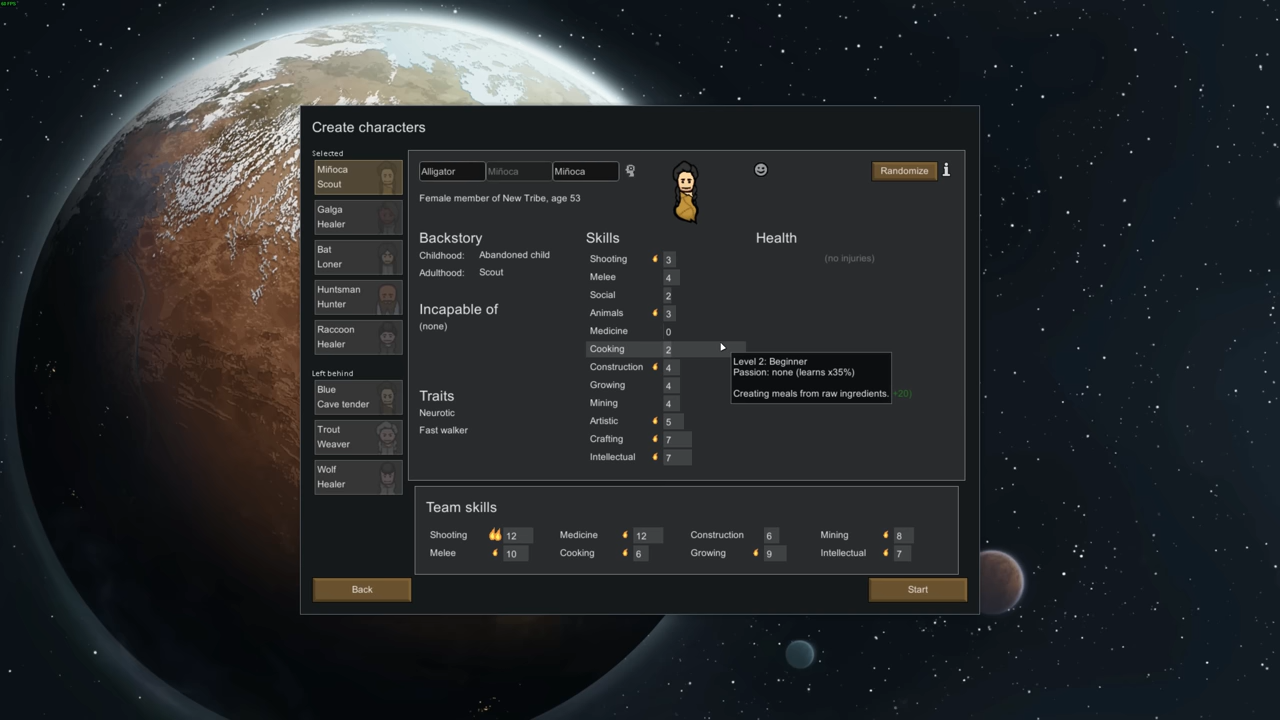 60 FPS
Create characters
Selected
Miñoca
Scout
Galga
Healer
Bat
Loner
Huntsman
Hunter
Raccoon
Healer
Left behind
Blue
Cave tender
Trout
Weaver
Wolf
Healer
Alligator Miñoca Miñoca
Randomize
Female member of New Tribe, age 53
Backstory
Childhood: Abandoned child
Adulthood: Scout
Incapable of
(none)
Traits
Neurotic
Fast walker
Skills
Shooting 3
Melee 4
Social 2
Animals 3
Medicine 0
Cooking 2
Construction 4
Growing 4
Mining 4
Artistic 5
Crafting 7
Intellectual 7
Health
(no injuries)
Level 2: Beginner
Passion: none (learns x35%)
Creating meals from raw ingredients.
+20)
Team skills
Shooting 12 Medicine 12 Construction 6 Mining 8
Melee 10 Cooking 6 Growing 9 Intellectual 7
Back
Start